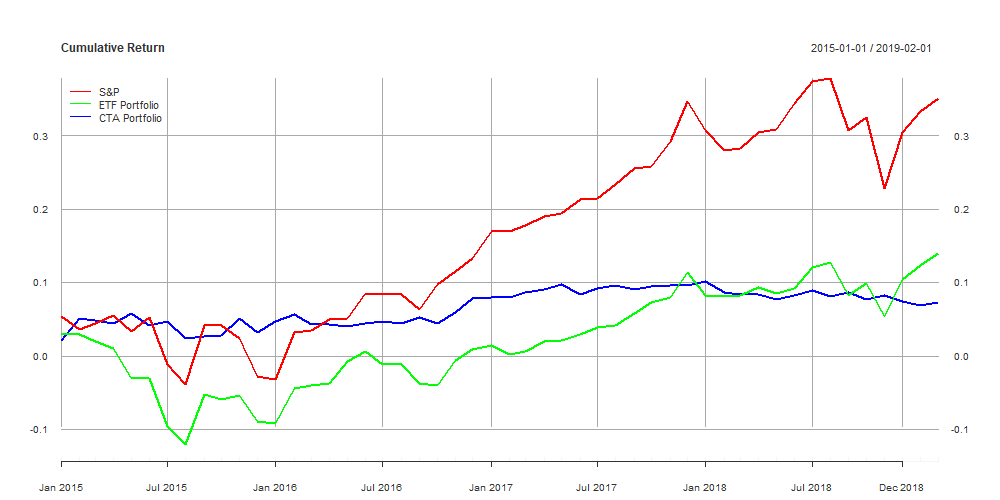 Cumulative Return 2015-01-01 / 2019-02-01
S&P
ETF Portfolio
CTA Portfolio
0.3 0.3
0.2 0.2
0.1 0.1
0.0 0.0
-0.1 -0.1
Jan 2015 Jul 2015 Jan 2016 Jul 2016 Jan 2017 Jul 2017 Jan 2018 Jul 2018 Dec 2018